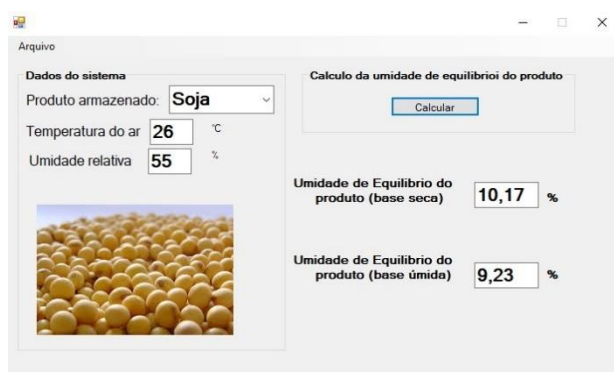 Arquivo
Dados do sistema
Produto armazenado: Soja
Temperatura do ar 26 °C
Umidade relativa 55 %
Calculo da umidade de equilibrioi do produto
Calcular
Umidade de Equilibrio do
produto (base seca) 10,17 %
Umidade de Equilibrio do
produto (base úmida) 9,23 %